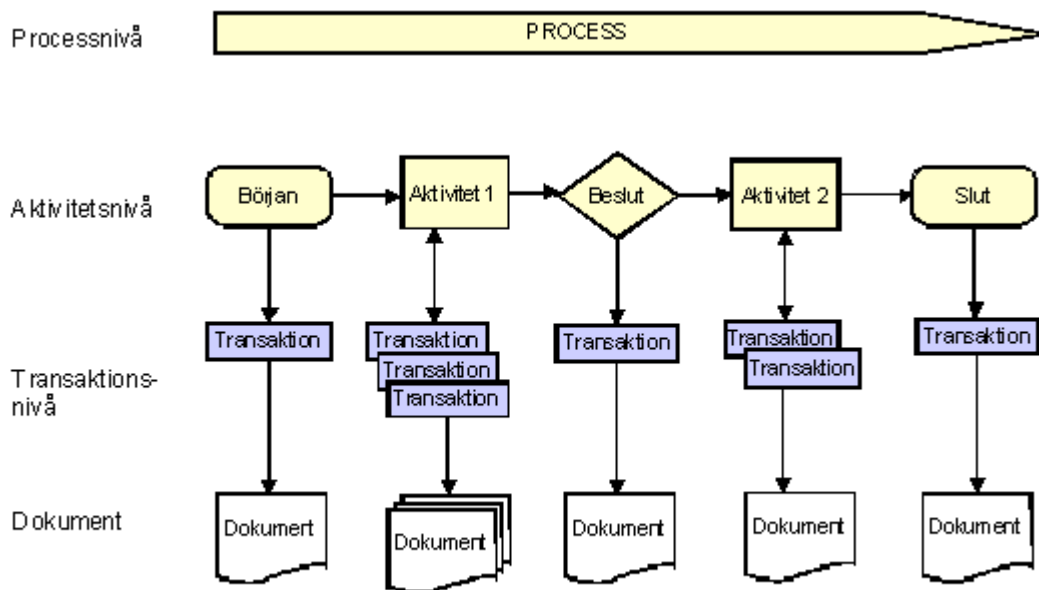 Processnivå
PROCESS
Aktivitetsnivå
Början
Aktivitet 1
Beslut
Aktivitet 2
Slut
Transaktions-
nivå
Transaktion
Transaktion
Transaktion
Transaktion
Transaktion
Transaktion
Transaktion
Transaktion
Dokument
Dokument
Dokument
Dokument
Dokument
Dokument